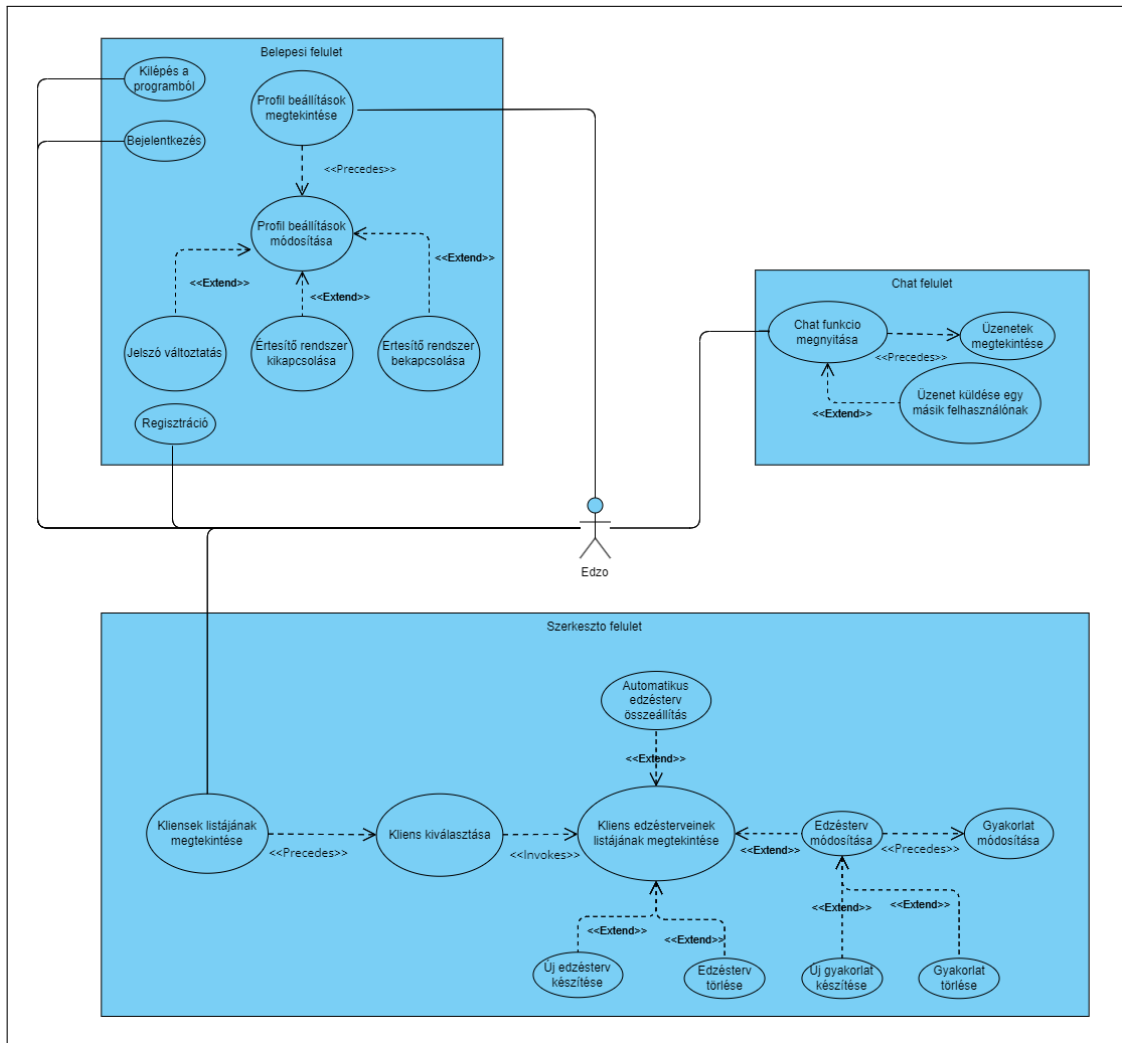 Belepesi felulet
Kilépés a
programból
Profil beállítások
megtekintése
Bejelentkezés
<<Precedes>>
Profil beállítások
módosítása
<<Extend>>
<<Extend>>
<<Extend>>
Jelszó változtatás
Értesítő rendszer
kikapcsolása
Ertesítő rendszer
bekapcsolása
Regisztráció
Chat felulet
Chat funkcio
megnyitása
Üzenetek
megtekintése
<<Precedes>>
<<Extend>>
Üzenet küldése egy
másik felhasználónak
Edzo
Szerkeszto felulet
Automatikus
edzésterv
összeállítás
<<Extend>>
Kliensek listájának
megtekintése
<<Precedes>>
Kliens kiválasztása
<<Invokes>>
Kliens edzésterveinek
listájának megtekintése
<<Extend>>
Edzésterv
módosítása
<<Precedes>>
Gyakorlat
módosítása
<<Extend>>
<<Extend>>
<<Extend>>
<<Extend>>
Új edzésterv
készítése
Edzésterv
törlése
Új gyakorlat
készítése
Gyakorlat
törlése